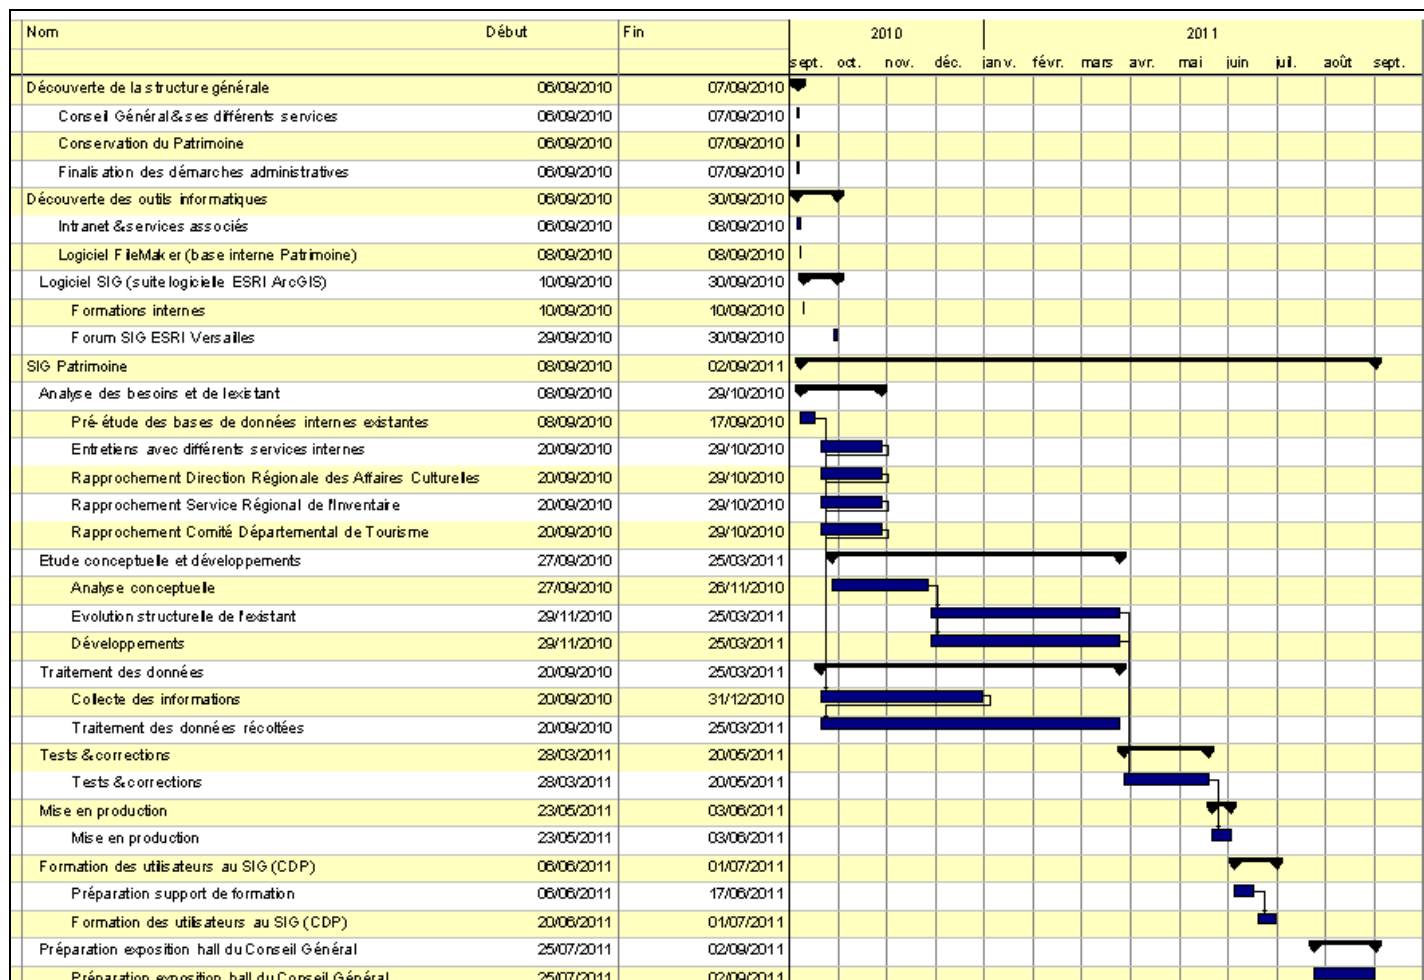 Nom Début Fin 2010 2011
sept. oct. nov. déc. janv. févr. mars avr. mai juin juil. août sept.
Découverte de la structure générale 06/09/2010 07/09/2010
Conseil Général & ses différents services 06/09/2010 07/09/2010
Conservation du Patrimoine 06/09/2010 07/09/2010
Finalisation des démarches administratives 06/09/2010 07/09/2010
Découverte des outils informatiques 06/09/2010 30/09/2010
Intranet & services associés 06/09/2010 08/09/2010
Logiciel FileMaker (base interne Patrimoine) 08/09/2010 08/09/2010
Logiciel SIG (suite logicielle ESRI ArcGIS) 10/09/2010 30/09/2010
Formations internes 10/09/2010 10/09/2010
Forum SIG ESRI Versailles 29/09/2010 30/09/2010
SIG Patrimoine 08/09/2010 02/09/2011
Analyse des besoins et de lexistant 08/09/2010 29/10/2010
Pré-étude des bases de données internes existantes 08/09/2010 17/09/2010
Entretiens avec différents services internes 20/09/2010 29/10/2010
Rapprochement Direction Régionale des Affaires Culturelles 20/09/2010 29/10/2010
Rapprochement Service Régional de l'Inventaire 20/09/2010 29/10/2010
Rapprochement Comité Départemental de Tourisme 20/09/2010 29/10/2010
Etude conceptuelle et développements 27/09/2010 25/03/2011
Analyse conceptuelle 27/09/2010 26/11/2010
Evolution structurelle de l'existant 29/11/2010 25/03/2011
Développements 29/11/2010 25/03/2011
Traitement des données 20/09/2010 25/03/2011
Collecte des informations 20/09/2010 31/12/2010
Traitement des données récoltées 20/09/2010 25/03/2011
Tests & corrections 28/03/2011 20/05/2011
Tests & corrections 28/03/2011 20/05/2011
Mise en production 23/05/2011 03/06/2011
Mise en production 23/05/2011 03/06/2011
Formation des utilisateurs au SIG (CDP) 06/06/2011 01/07/2011
Préparation support de formation 06/06/2011 17/06/2011
Formation des utilisateurs au SIG (CDP) 20/06/2011 01/07/2011
Préparation exposition hall du Conseil Général 25/07/2011 02/09/2011
Préparation exposition hall du Conseil Général 25/07/2011 02/09/2011